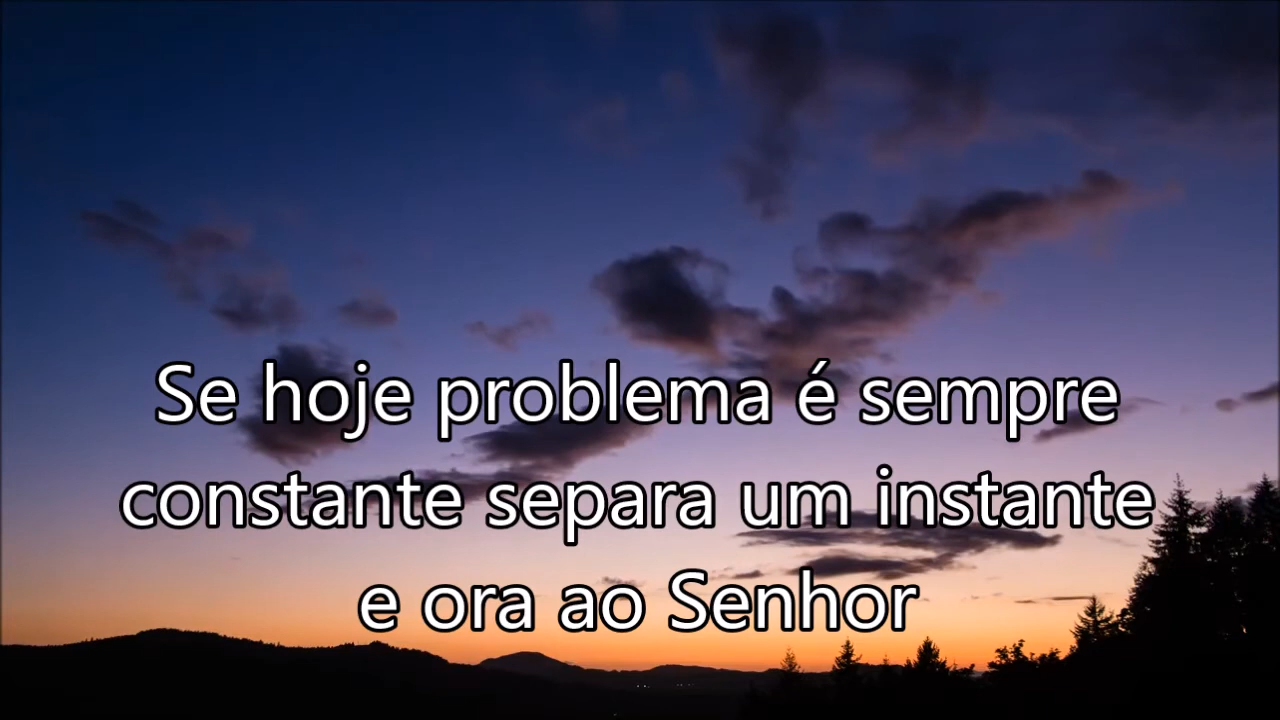 Se hoje problema é sempre
constante separa um instante
e ora ao Senhor